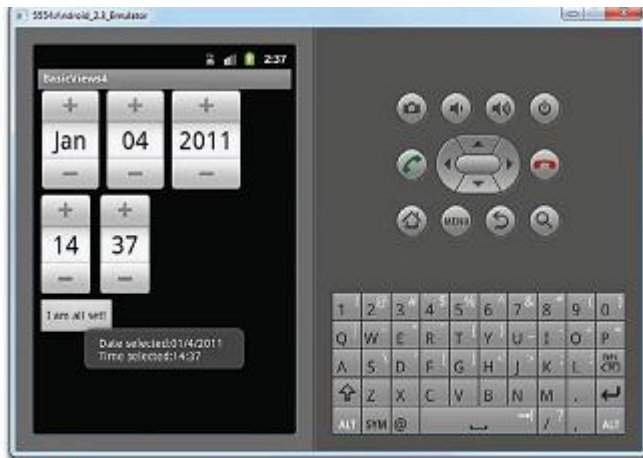 5554:Android_2.3_Emulator
2:37
BasicViews4
+ + +
Jan 04 2011
− − −
+ +
14 37
− −
I am all set!
Date selected:01/4/2011
Time selected:14:37
MENU
1 2 @ 3 # 4 $ 5 % 6 ^ 7 & 8 * 9 ( 0 )
Q W E R T Y U I O P
A S D F G H J K L DEL
Z X C V B N M .
ALT SYM @ / ? , ALT